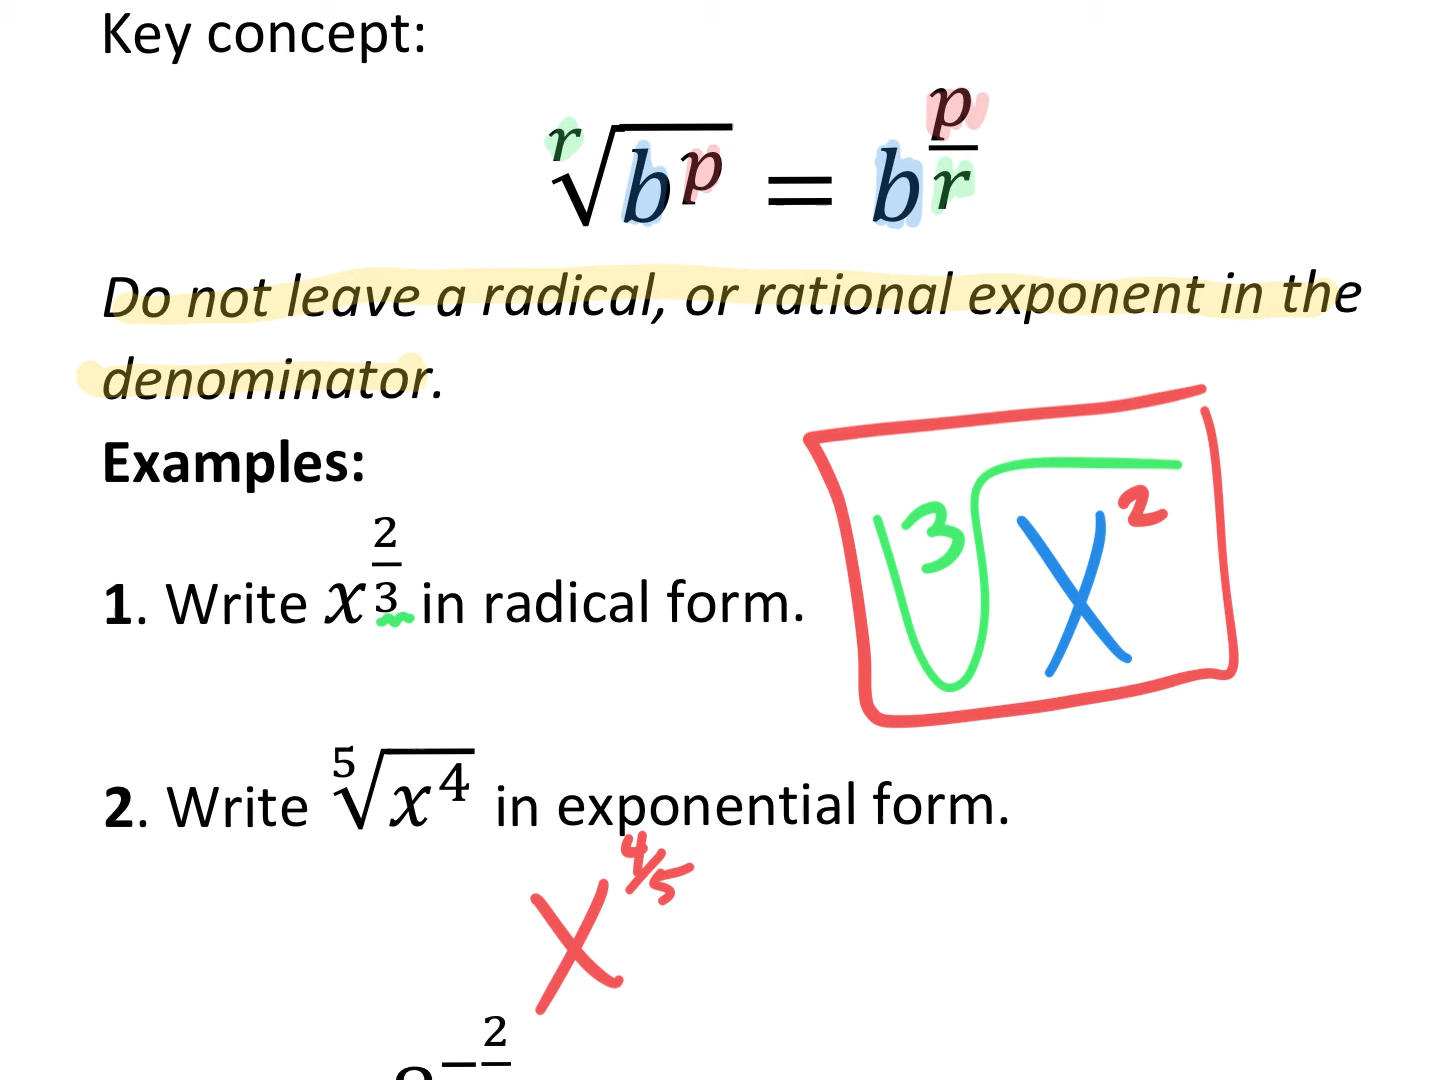 Key concept:
ʳ√bᵖ = b^(p/r)
Do not leave a radical, or rational exponent in the
denominator.
Examples:
1. Write x^(2/3) in radical form. ³√x²
2. Write ⁵√x⁴ in exponential form.
x^(4/5)